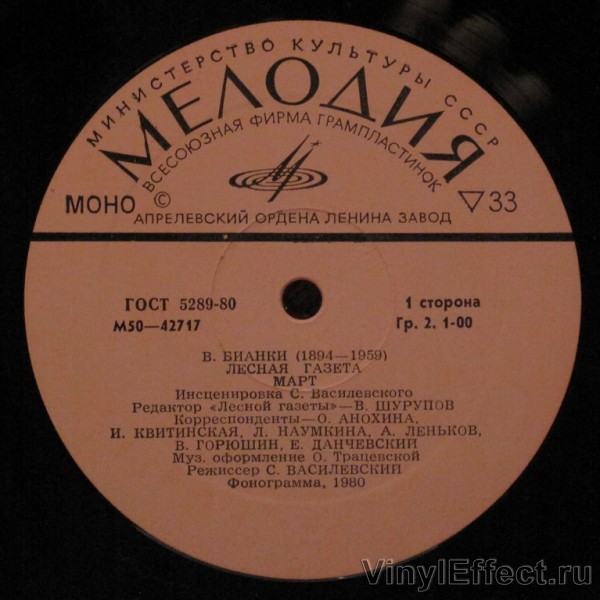 МИНИСТЕРСТВО КУЛЬТУРЫ СССР
МЕЛОДИЯ
ВСЕСОЮЗНАЯ ФИРМА ГРАМПЛАСТИНОК
МОНО © ▽ 33
АПРЕЛЕВСКИЙ ОРДЕНА ЛЕНИНА ЗАВОД
ГОСТ 5289-80 1 сторона
М50—42717 Гр. 2. 1-00
В. БИАНКИ (1894—1959)
ЛЕСНАЯ ГАЗЕТА
МАРТ
Инсценировка С. Василевского
Редактор «Лесной газеты»—В. ШУРУПОВ
Корреспонденты—О. АНОХИНА,
И. КВИТИНСКАЯ, Л. НАУМКИНА, А. ЛЕНЬКОВ,
В. ГОРЮШИН, Е. ДАНЧЕВСКИЙ
Муз. оформление О. Трацевской
Режиссер С. ВАСИЛЕВСКИЙ
Фонограмма, 1980
VinylEffect.ru